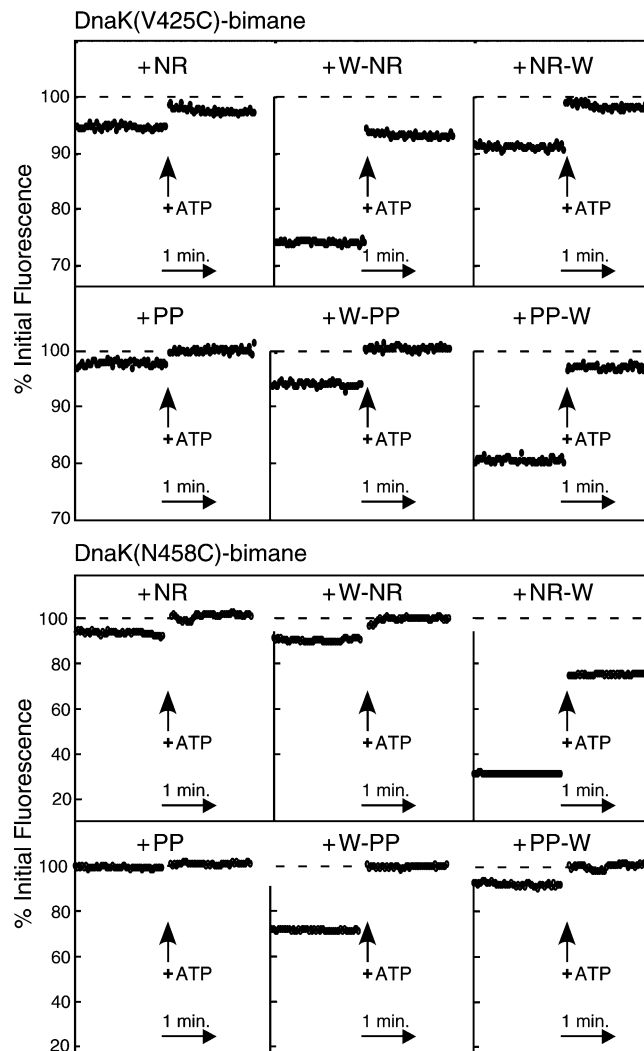 DnaK(V425C)-bimane
+NR +W-NR +NR-W
100
90
80
70
+ATP +ATP +ATP
1 min. 1 min. 1 min.
+PP +W-PP +PP-W
100
90
80
70
+ATP +ATP +ATP
1 min. 1 min. 1 min.
% Initial Fluorescence
DnaK(N458C)-bimane
+NR +W-NR +NR-W
100
80
60
40
20
+ATP +ATP +ATP
1 min. 1 min. 1 min.
+PP +W-PP +PP-W
100
80
60
40
20
+ATP +ATP +ATP
1 min. 1 min. 1 min.
% Initial Fluorescence